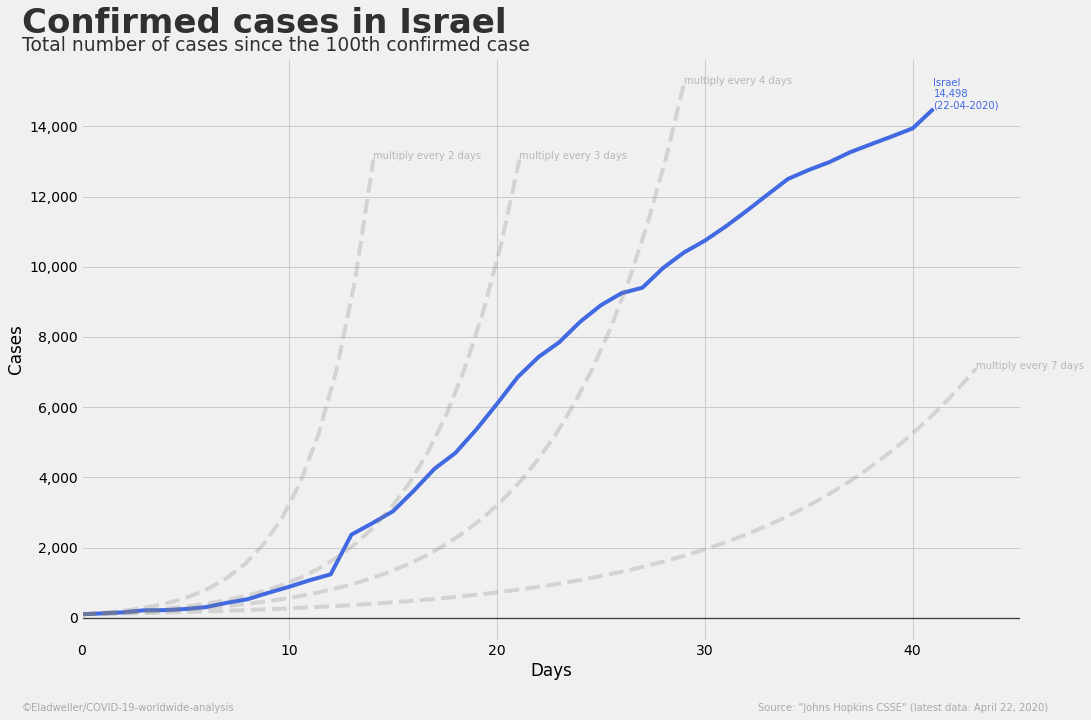 Confirmed cases in Israel
Total number of cases since the 100th confirmed case
multiply every 4 days
Israel
14,498
(22-04-2020)
14,000
multiply every 2 days
multiply every 3 days
12,000
10,000
8,000
Cases
multiply every 7 days
6,000
4,000
2,000
0
0 10 20 30 40
Days
©Eladweller/COVID-19-worldwide-analysis
Source: "Johns Hopkins CSSE" (latest data: April 22, 2020)